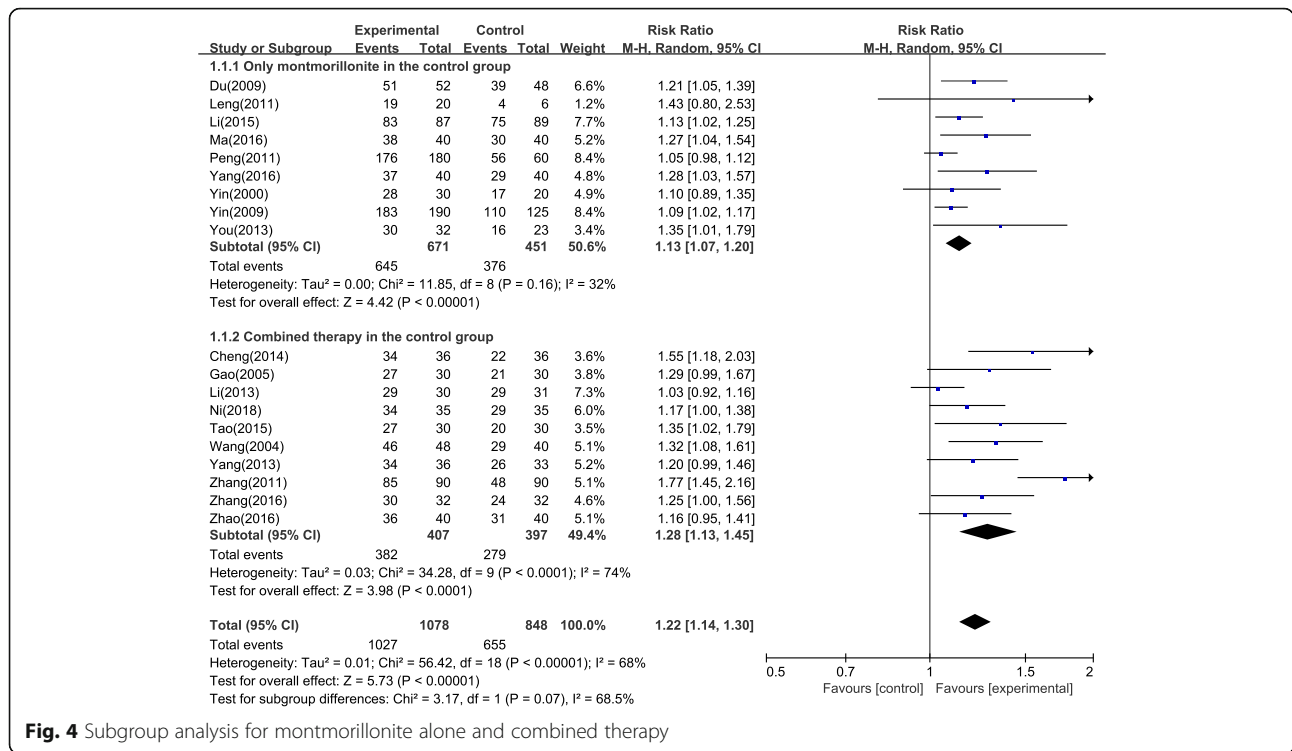 Experimental Control Risk Ratio Risk Ratio
Study or Subgroup Events Total Events Total Weight M-H, Random, 95% CI M-H, Random, 95% CI
1.1.1 Only montmorillonite in the control group
Du(2009) 51 52 39 48 6.6% 1.21 [1.05, 1.39]
Leng(2011) 19 20 4 6 1.2% 1.43 [0.80, 2.53]
Li(2015) 83 87 75 89 7.7% 1.13 [1.02, 1.25]
Ma(2016) 38 40 30 40 5.2% 1.27 [1.04, 1.54]
Peng(2011) 176 180 56 60 8.4% 1.05 [0.98, 1.12]
Yang(2016) 37 40 29 40 4.8% 1.28 [1.03, 1.57]
Yin(2000) 28 30 17 20 4.9% 1.10 [0.89, 1.35]
Yin(2009) 183 190 110 125 8.4% 1.09 [1.02, 1.17]
You(2013) 30 32 16 23 3.4% 1.35 [1.01, 1.79]
Subtotal (95% CI) 671 451 50.6% 1.13 [1.07, 1.20]
Total events 645 376
Heterogeneity: Tau² = 0.00; Chi² = 11.85, df = 8 (P = 0.16); I² = 32%
Test for overall effect: Z = 4.42 (P < 0.00001)
1.1.2 Combined therapy in the control group
Cheng(2014) 34 36 22 36 3.6% 1.55 [1.18, 2.03]
Gao(2005) 27 30 21 30 3.8% 1.29 [0.99, 1.67]
Li(2013) 29 30 29 31 7.3% 1.03 [0.92, 1.16]
Ni(2018) 34 35 29 35 6.0% 1.17 [1.00, 1.38]
Tao(2015) 27 30 20 30 3.5% 1.35 [1.02, 1.79]
Wang(2004) 46 48 29 40 5.1% 1.32 [1.08, 1.61]
Yang(2013) 34 36 26 33 5.2% 1.20 [0.99, 1.46]
Zhang(2011) 85 90 48 90 5.1% 1.77 [1.45, 2.16]
Zhang(2016) 30 32 24 32 4.6% 1.25 [1.00, 1.56]
Zhao(2016) 36 40 31 40 5.1% 1.16 [0.95, 1.41]
Subtotal (95% CI) 407 397 49.4% 1.28 [1.13, 1.45]
Total events 382 279
Heterogeneity: Tau² = 0.03; Chi² = 34.28, df = 9 (P < 0.0001); I² = 74%
Test for overall effect: Z = 3.98 (P < 0.0001)
Total (95% CI) 1078 848 100.0% 1.22 [1.14, 1.30]
Total events 1027 655
Heterogeneity: Tau² = 0.01; Chi² = 56.42, df = 18 (P < 0.00001); I² = 68%
Test for overall effect: Z = 5.73 (P < 0.00001)
Test for subgroup differences: Chi² = 3.17, df = 1 (P = 0.07), I² = 68.5%
0.5 0.7 1 1.5 2
Favours [control] Favours [experimental]
Fig. 4 Subgroup analysis for montmorillonite alone and combined therapy